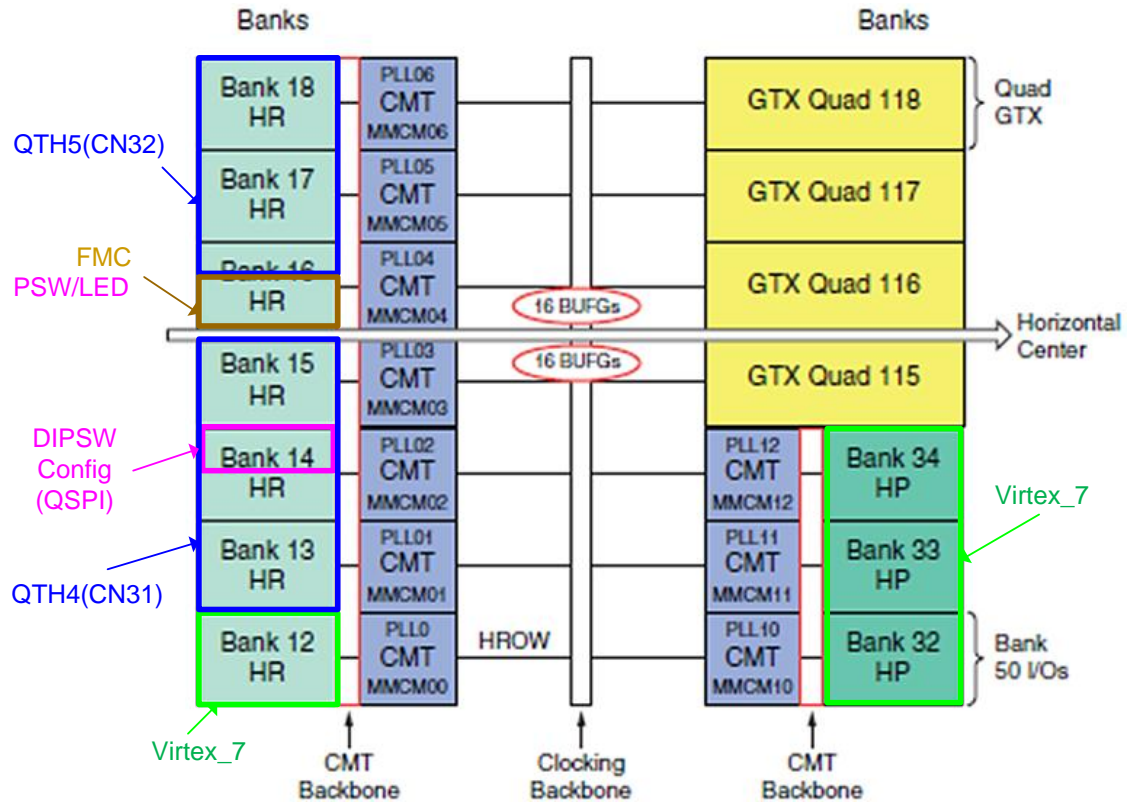 Banks
Banks
Bank 18
HR
PLL06
CMT
MMCM06
GTX Quad 118
Quad
GTX
QTH5(CN32)
Bank 17
HR
PLL05
CMT
MMCM05
GTX Quad 117
FMC
PSW/LED
Bank 16
HR
PLL04
CMT
MMCM04
16 BUFGs
GTX Quad 116
Horizontal
Center
Bank 15
HR
PLL03
CMT
MMCM03
16 BUFGs
GTX Quad 115
DIPSW
Config
(QSPI)
Bank 14
HR
PLL02
CMT
MMCM02
PLL12
CMT
MMCM12
Bank 34
HP
Virtex_7
QTH4(CN31)
Bank 13
HR
PLL01
CMT
MMCM01
PLL11
CMT
MMCM11
Bank 33
HP
Bank 12
HR
PLL0
CMT
MMCM00
HROW
PLL10
CMT
MMCM10
Bank 32
HP
Bank
50 I/Os
Virtex_7
CMT
Backbone
Clocking
Backbone
CMT
Backbone